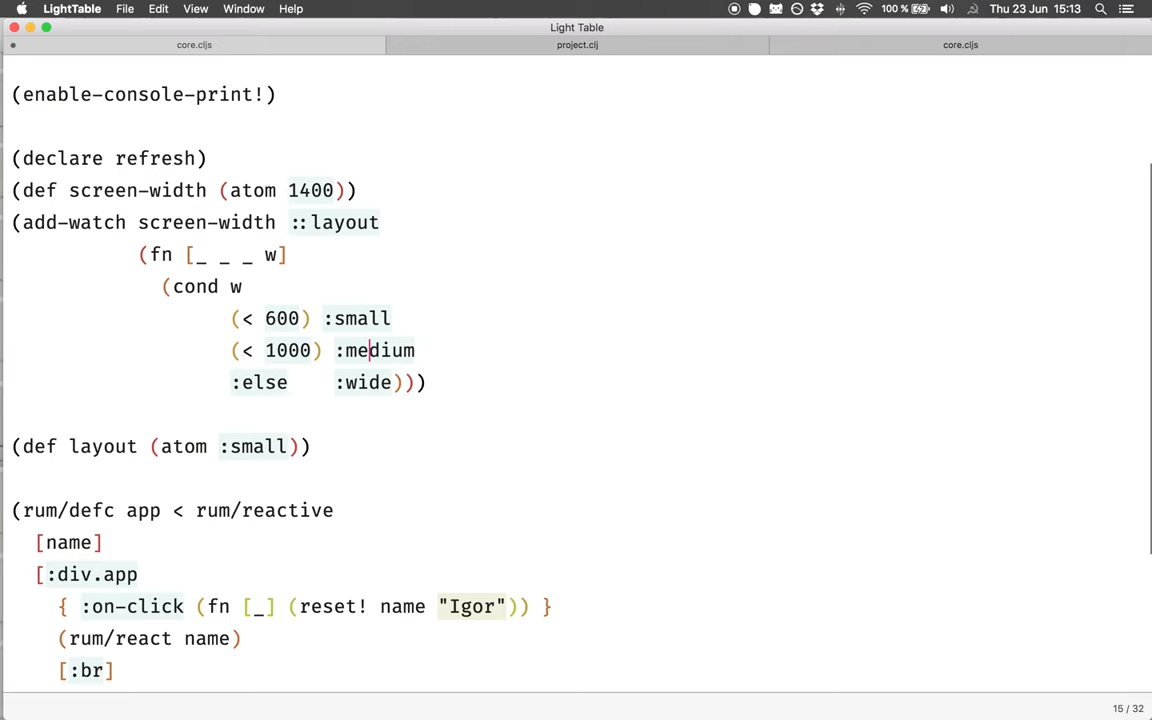 LightTable File Edit View Window Help 100 % Thu 23 Jun 15:13
Light Table
core.cljs project.clj core.cljs
(enable-console-print!)
(declare refresh)
(def screen-width (atom 1400))
(add-watch screen-width ::layout
(fn [_ _ _ w]
(cond w
(< 600) :small
(< 1000) :medium
:else :wide)))
(def layout (atom :small))
(rum/defc app < rum/reactive
[name]
[:div.app
{ :on-click (fn [_] (reset! name "Igor")) }
(rum/react name)
[:br]
15 / 32